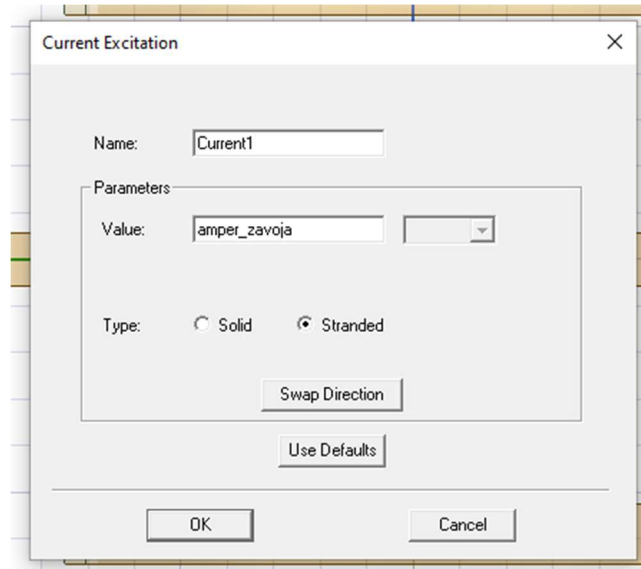 Current Excitation
Name: Current1
Parameters
Value: amper_zavoja
Type: Solid Stranded
Swap Direction
Use Defaults
OK Cancel